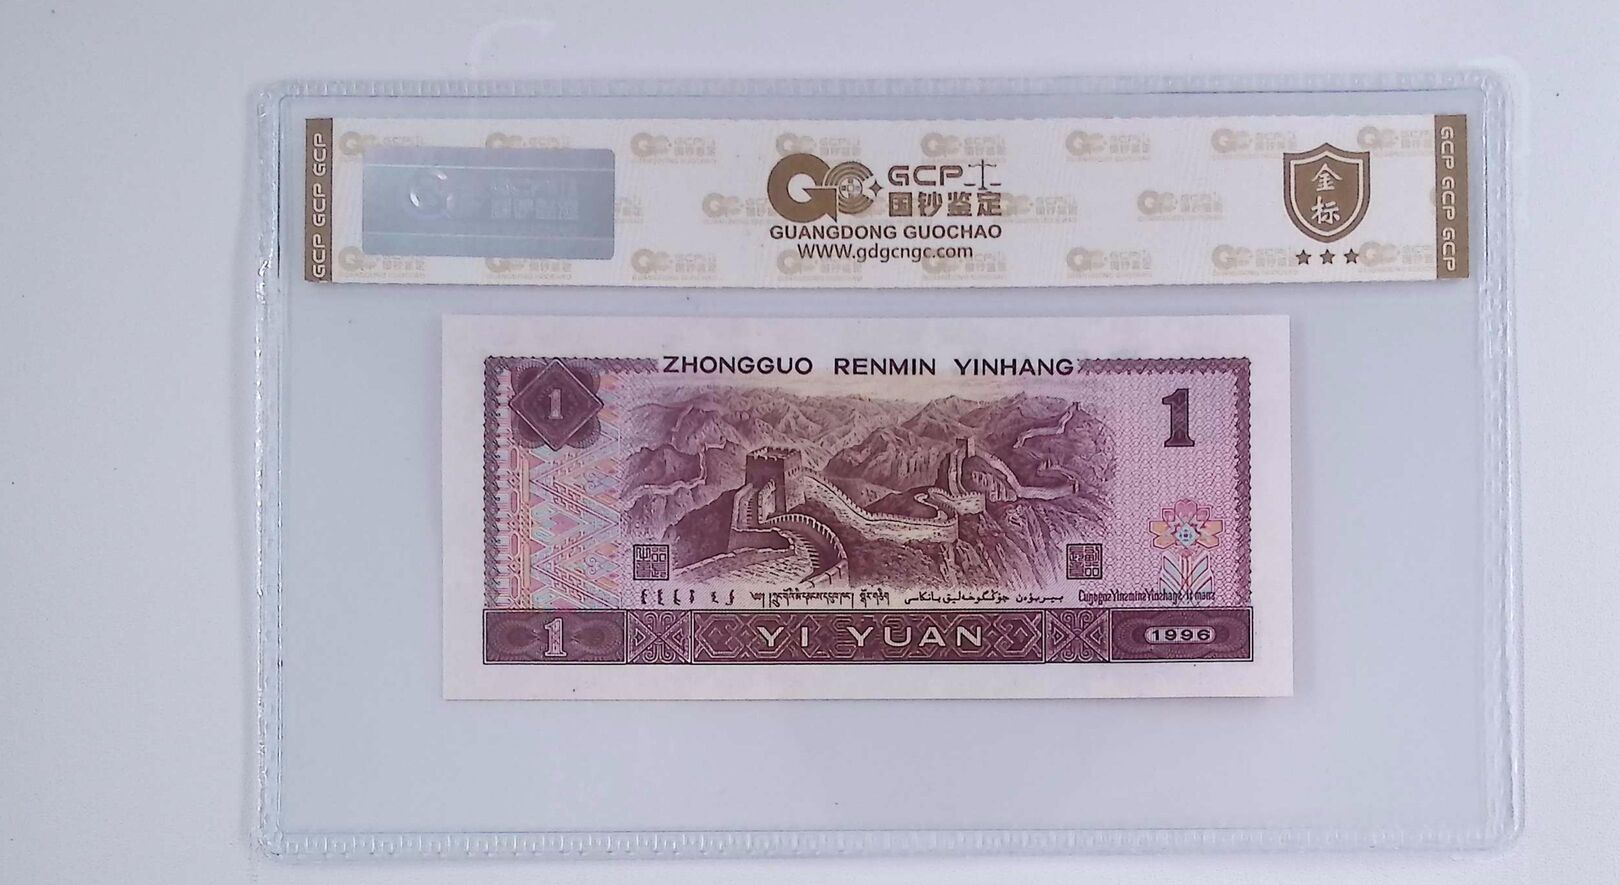 GCP GCP GCP
GCP
国钞鉴定
GUANGDONG GUOCHAO
WWW.gdgcngc.com
金
标
GCP GCP GCP
ZHONGGUO RENMIN YINHANG
1
1
1
YI YUAN
1996